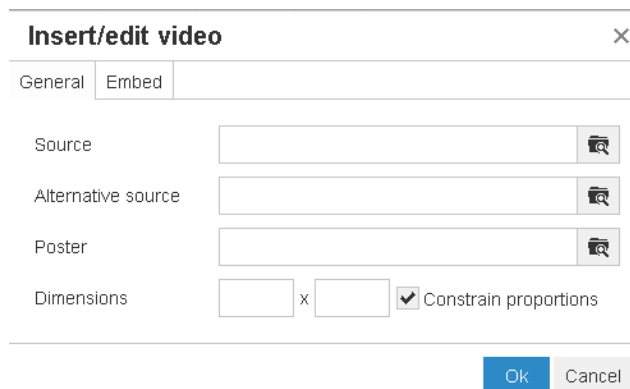 Insert/edit video
General Embed
Source
Alternative source
Poster
Dimensions x Constrain proportions
Ok Cancel